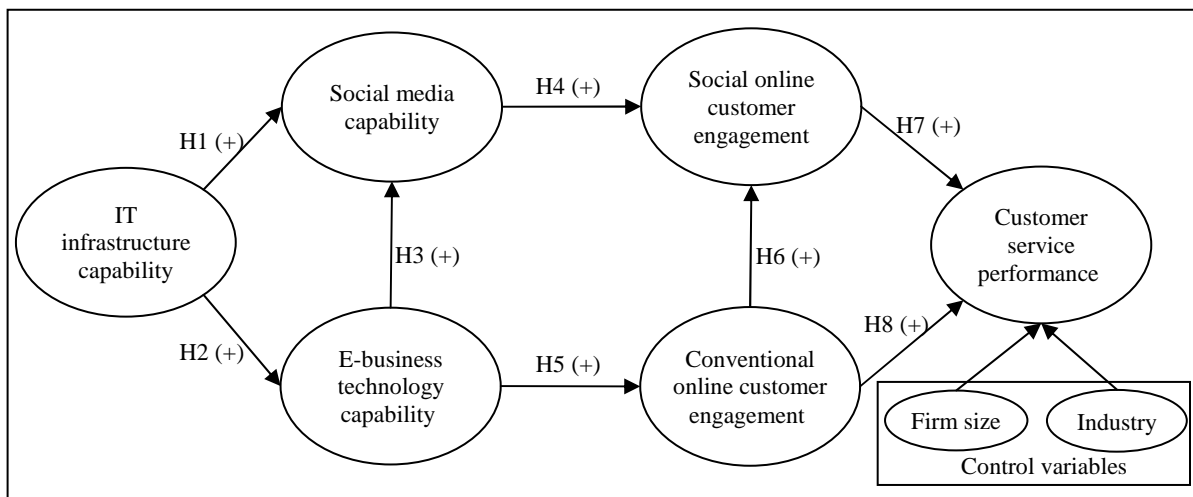 Social media
capability
H4 (+)
Social online
customer
engagement
H1 (+)
H7 (+)
IT
infrastructure
capability
H3 (+)
H6 (+)
Customer
service
performance
H2 (+)
E-business
technology
capability
H5 (+)
Conventional
online customer
engagement
H8 (+)
Firm size
Industry
Control variables